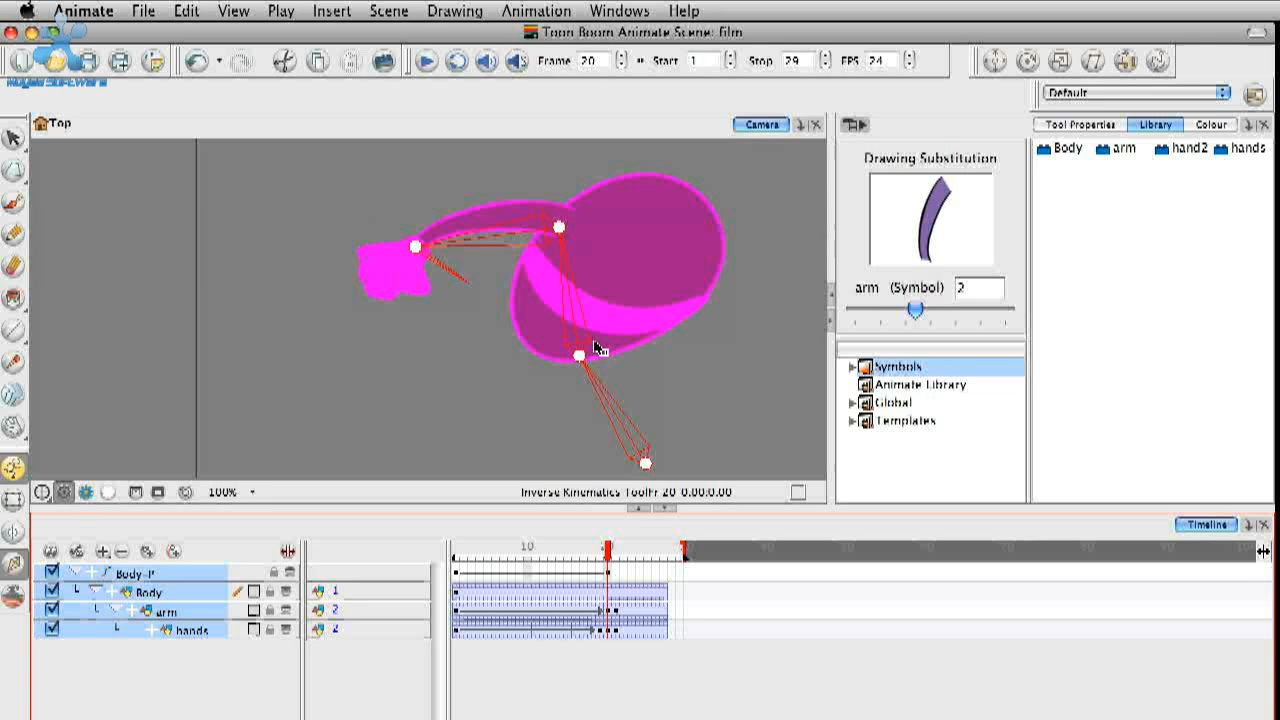 Animate File Edit View Play Insert Scene Drawing Animation Windows Help
Toon Boom Animate Scene: film
Frame 20 Start 1 Stop 29 FPS 24
Default
Top Camera
Tool Properties Library Colour
Body arm hand2 hands
Drawing Substitution
arm (Symbol) 2
Symbols
Animate Library
Global
Templates
100% Inverse Kinematics ToolFr 20 0.00:0.00
Timeline
10
Body-P
Body 1
arm 2
hands 2